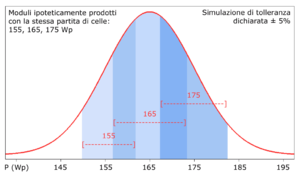 Moduli ipoteticamente prodotti
con la stessa partita di celle:
155, 165, 175 Wp
Simulazione di tolleranza
dichiarata ± 5%
175
165
155
P (Wp) 145 155 165 175 185 195